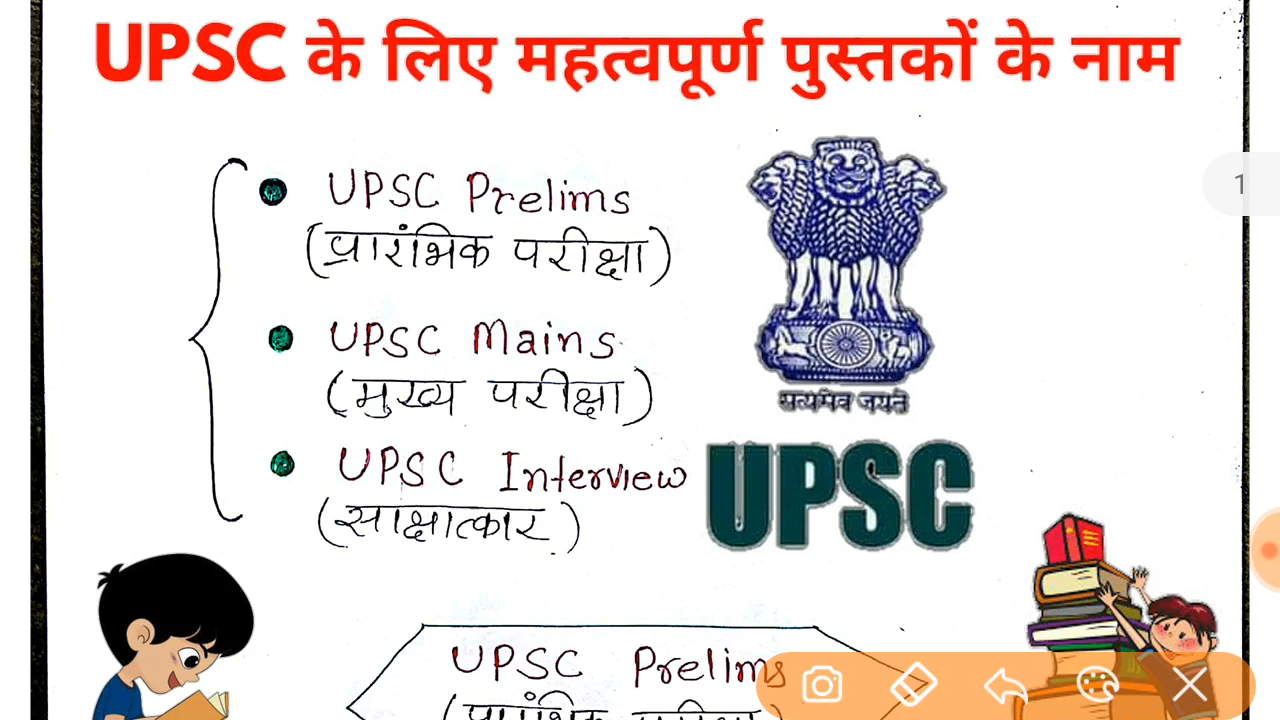 UPSC के लिए महत्वपूर्ण पुस्तकों के नाम
UPSC Prelims
(प्रारंभिक परीक्षा)
UPSC Mains
(मुख्य परीक्षा)
UPSC Interview
(साक्षात्कार)
सत्यमेव जयते
UPSC
1
UPSC Prelims
(प्रारंभिक परीक्षा